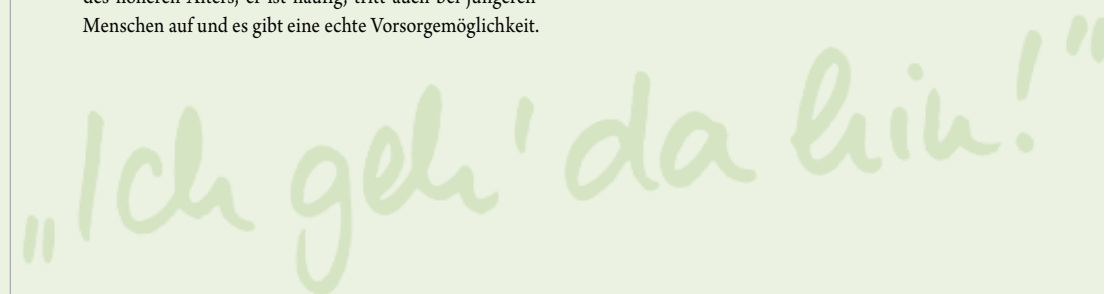 des höheren Alters, er ist häufig, tritt auch bei jüngeren
Menschen auf und es gibt eine echte Vorsorgemöglichkeit.
„Ich geh' da hin!"